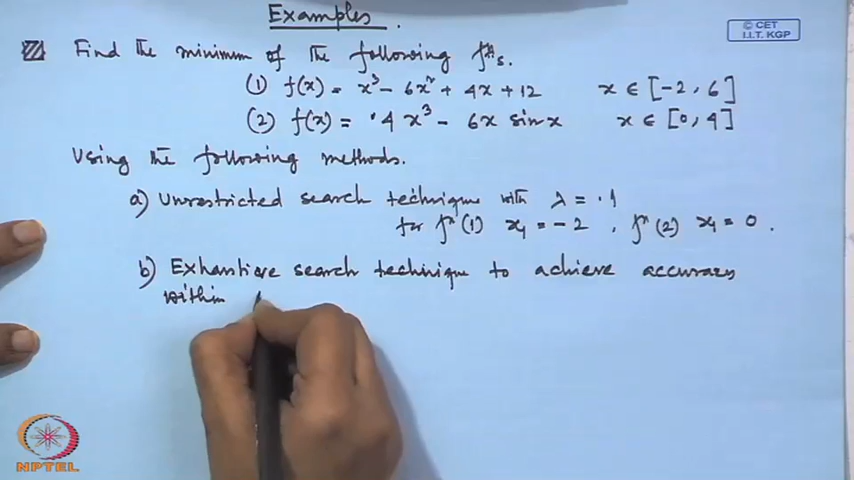 Examples.
© CET
I.I.T. KGP
Find the minimum of the following fⁿs.
(1) f(x) = x³ - 6x² + 4x + 12 x ∈ [-2, 6]
(2) f(x) = ·4 x³ - 6x sin x x ∈ [0, 4]
Using the following methods.
a) Unrestricted search technique with λ = ·1
for fⁿ (1) x₁ = -2 , fⁿ (2) x₁ = 0 .
b) Exhaustive search technique to achieve accuracy
within
NPTEL